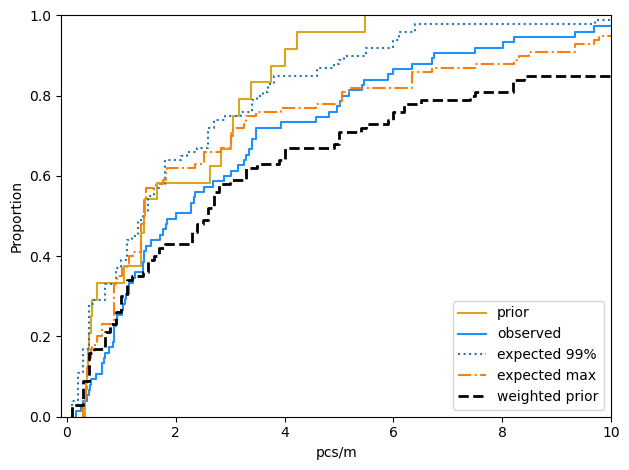 1.0
0.8
0.6
0.4
0.2
0.0
Proportion
0
2
4
6
8
10
pcs/m
prior
observed
expected 99%
expected max
weighted prior